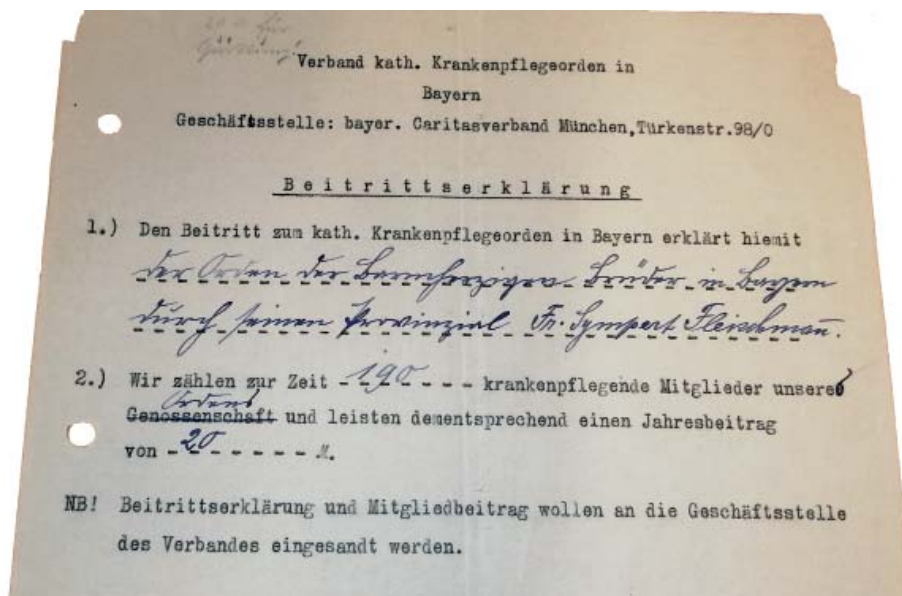 20 M für
Verband kath. Krankenpflegeorden in
Bayern
Geschäftsstelle: bayer. Caritasverband München,Türkenstr.98/0
Beitrittserklärung
1.) Den Beitritt zum kath. Krankenpflegeorden in Bayern erklärt hiemit
der Orden der Barmherzigen Brüder in Bayern
durch seinen Provinzial Fr. Sympert Fleischmann.
2.) Wir zählen zur Zeit - 190 - - - - krankenpflegende Mitglieder unseres
Ordens
Genossenschaft und leisten dementsprechend einen Jahresbeitrag
von - 20 - - - - - - M.
NB! Beitrittserklärung und Mitgliedbeitrag wollen an die Geschäftsstelle
des Verbandes eingesandt werden.